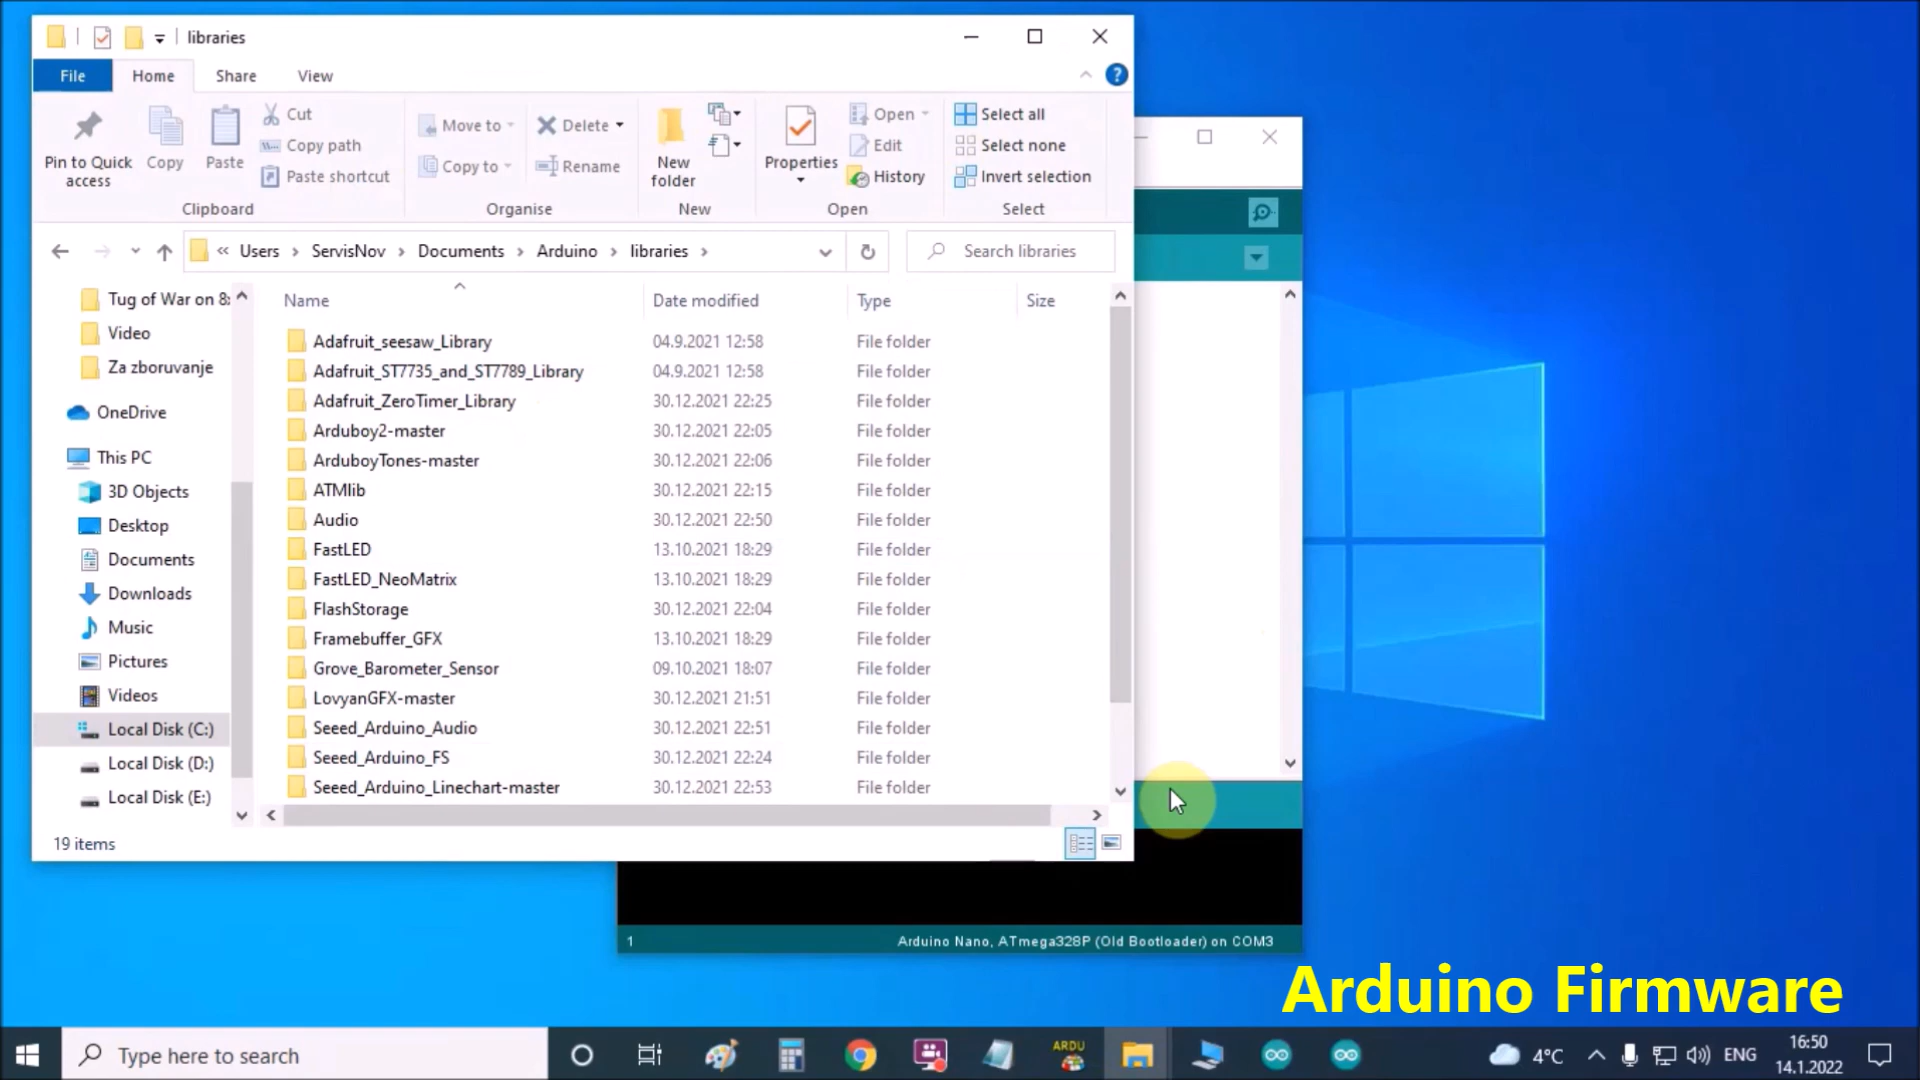 libraries
File Home Share View
Pin to Quick access
Copy
Paste
Cut
Copy path
Paste shortcut
Clipboard
Move to
Copy to
Delete
Rename
Organise
New folder
New
Properties
Open
Edit
History
Open
Select all
Select none
Invert selection
Select
« Users > ServisNov > Documents > Arduino > libraries >
Search libraries
Tug of War on 8x
Video
Za zboruvanje
OneDrive
This PC
3D Objects
Desktop
Documents
Downloads
Music
Pictures
Videos
Local Disk (C:)
Local Disk (D:)
Local Disk (E:)
Name Date modified Type Size
Adafruit_seesaw_Library 04.9.2021 12:58 File folder
Adafruit_ST7735_and_ST7789_Library 04.9.2021 12:58 File folder
Adafruit_ZeroTimer_Library 30.12.2021 22:25 File folder
Arduboy2-master 30.12.2021 22:05 File folder
ArduboyTones-master 30.12.2021 22:06 File folder
ATMlib 30.12.2021 22:15 File folder
Audio 30.12.2021 22:50 File folder
FastLED 13.10.2021 18:29 File folder
FastLED_NeoMatrix 13.10.2021 18:29 File folder
FlashStorage 30.12.2021 22:04 File folder
Framebuffer_GFX 13.10.2021 18:29 File folder
Grove_Barometer_Sensor 09.10.2021 18:07 File folder
LovyanGFX-master 30.12.2021 21:51 File folder
Seeed_Arduino_Audio 30.12.2021 22:51 File folder
Seeed_Arduino_FS 30.12.2021 22:24 File folder
Seeed_Arduino_Linechart-master 30.12.2021 22:53 File folder
19 items
1 Arduino Nano, ATmega328P (Old Bootloader) on COM3
Arduino Firmware
Type here to search
ARDU
4°C
ENG
16:50
14.1.2022